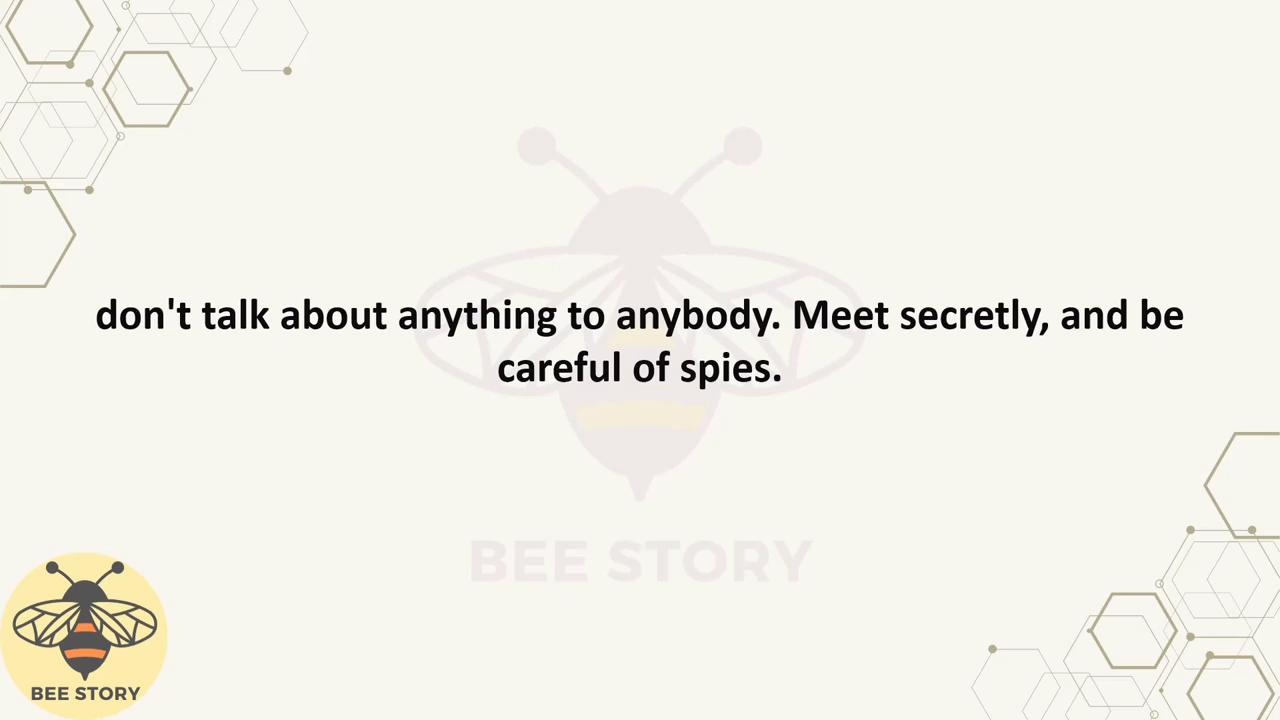 don't talk about anything to anybody. Meet secretly, and be
careful of spies.
BEE STORY
BEE STORY